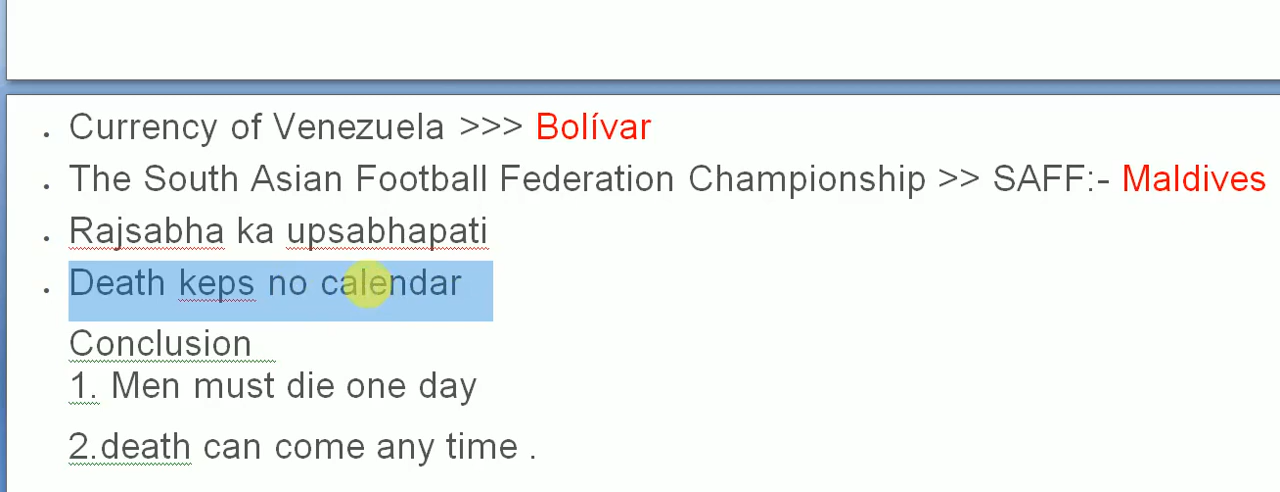 • Currency of Venezuela >>> Bolívar
• The South Asian Football Federation Championship >> SAFF:- Maldives
• Rajsabha ka upsabhapati
• Death keps no calendar
Conclusion
1. Men must die one day
2.death can come any time .